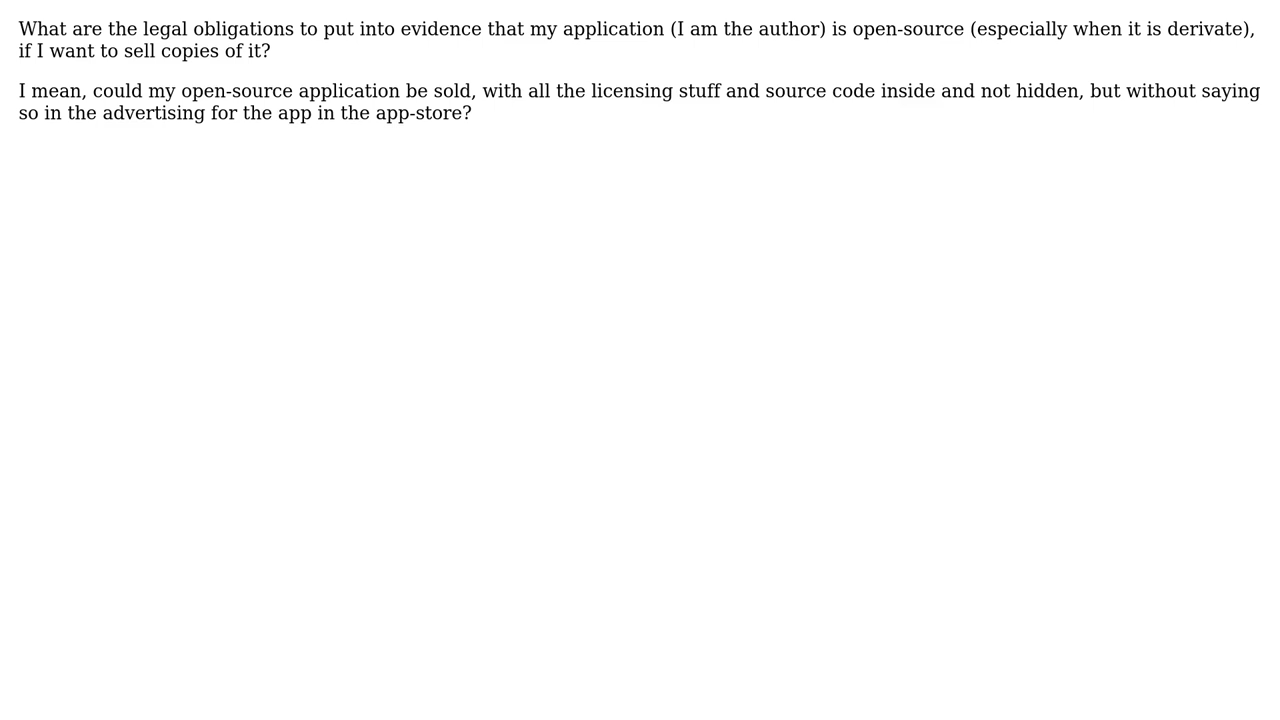 What are the legal obligations to put into evidence that my application (I am the author) is open-source (especially when it is derivate),
if I want to sell copies of it?
I mean, could my open-source application be sold, with all the licensing stuff and source code inside and not hidden, but without saying
so in the advertising for the app in the app-store?